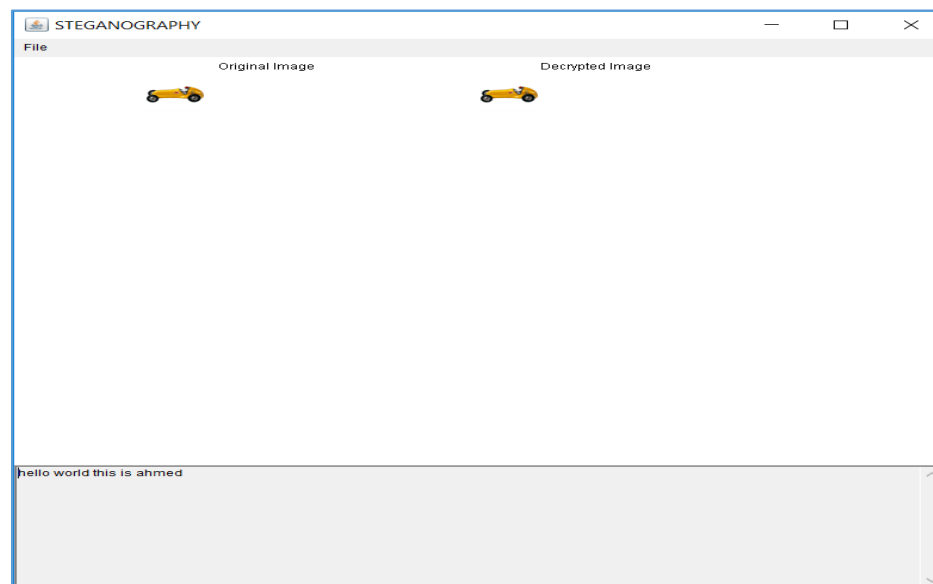 STEGANOGRAPHY
File
Original Image
Decrypted Image
hello world this is ahmed